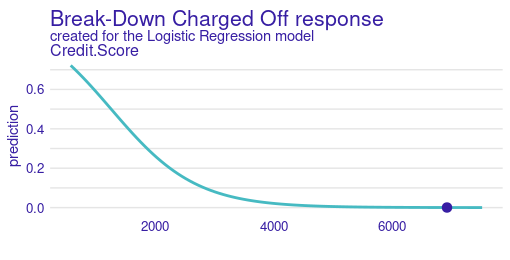 Break-Down Charged Off response
created for the Logistic Regression model
Credit.Score
prediction
0.6
0.4
0.2
0.0
2000
4000
6000